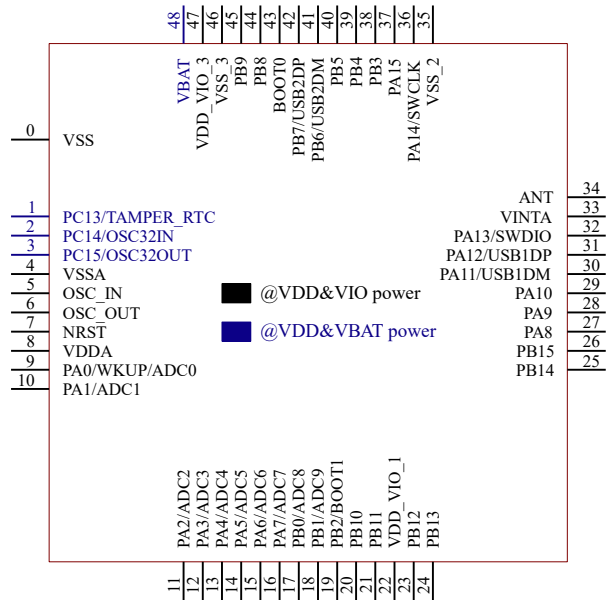 48 VBAT
47 VDD_VIO_3
46 VSS_3
45 PB9
44 PB8
43 BOOT0
42 PB7/USB2DP
41 PB6/USB2DM
40 PB5
39 PB4
38 PB3
37 PA15
36 PA14/SWCLK
35 VSS_2
0 VSS
1 PC13/TAMPER_RTC
2 PC14/OSC32IN
3 PC15/OSC32OUT
4 VSSA
5 OSC_IN
6 OSC_OUT
7 NRST
8 VDDA
9 PA0/WKUP/ADC0
10 PA1/ADC1
@VDD&VIO power
@VDD&VBAT power
ANT 34
VINTA 33
PA13/SWDIO 32
PA12/USB1DP 31
PA11/USB1DM 30
PA10 29
PA9 28
PA8 27
PB15 26
PB14 25
11 PA2/ADC2
12 PA3/ADC3
13 PA4/ADC4
14 PA5/ADC5
15 PA6/ADC6
16 PA7/ADC7
17 PB0/ADC8
18 PB1/ADC9
19 PB2/BOOT1
20 PB10
21 PB11
22 VDD_VIO_1
23 PB12
24 PB13